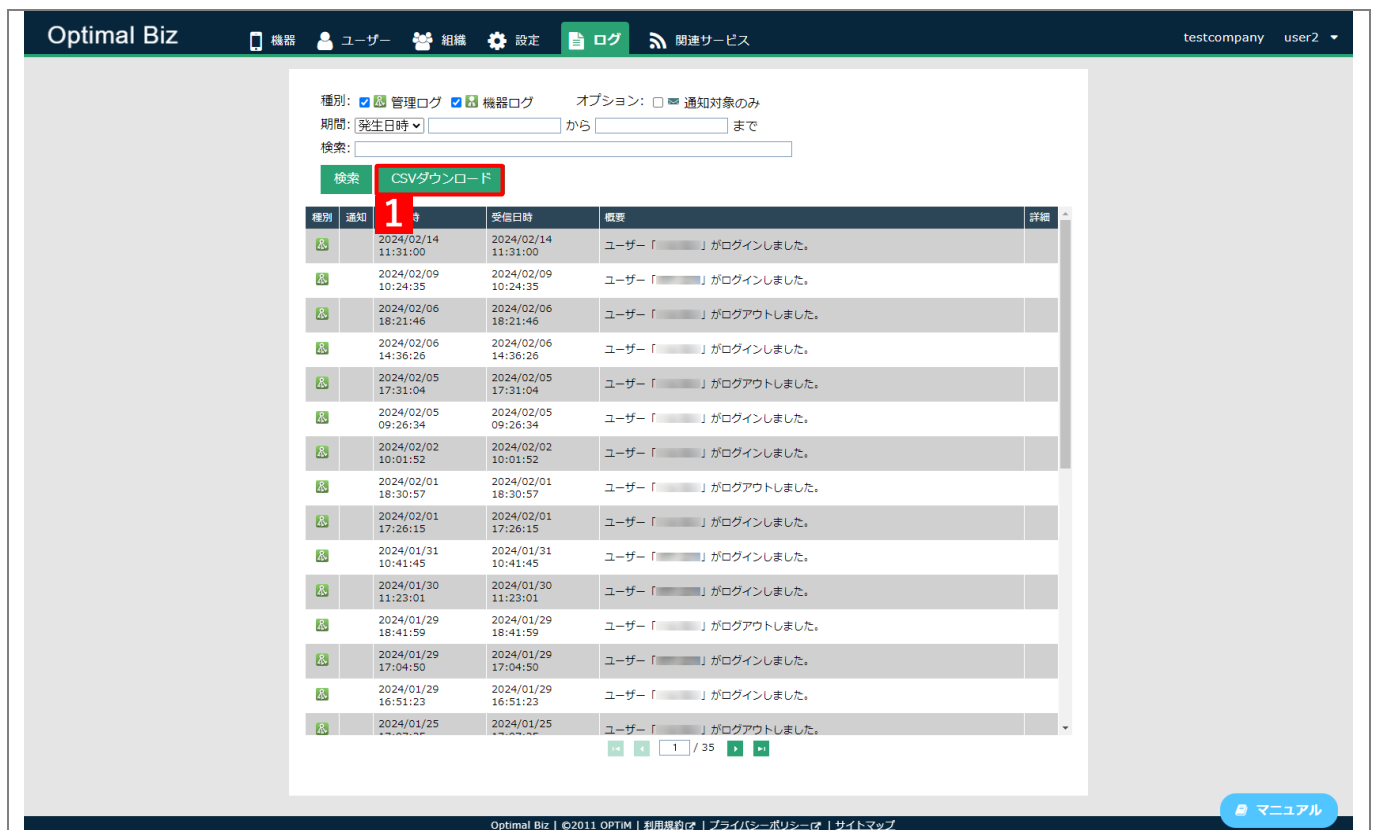 Optimal Biz 機器 ユーザー 組織 設定 ログ 関連サービス testcompany user2
種別: 管理ログ 機器ログ オプション: 通知対象のみ
期間: 発生日時 から まで
検索:
検索 CSVダウンロード
1
種別 通知 時 受信日時 概要 詳細
2024/02/14 11:31:00 2024/02/14 11:31:00 ユーザー「 」がログインしました。
2024/02/09 10:24:35 2024/02/09 10:24:35 ユーザー「 」がログインしました。
2024/02/06 18:21:46 2024/02/06 18:21:46 ユーザー「 」がログアウトしました。
2024/02/06 14:36:26 2024/02/06 14:36:26 ユーザー「 」がログインしました。
2024/02/05 17:31:04 2024/02/05 17:31:04 ユーザー「 」がログアウトしました。
2024/02/05 09:26:34 2024/02/05 09:26:34 ユーザー「 」がログインしました。
2024/02/02 10:01:52 2024/02/02 10:01:52 ユーザー「 」がログインしました。
2024/02/01 18:30:57 2024/02/01 18:30:57 ユーザー「 」がログアウトしました。
2024/02/01 17:26:15 2024/02/01 17:26:15 ユーザー「 」がログインしました。
2024/01/31 10:41:45 2024/01/31 10:41:45 ユーザー「 」がログインしました。
2024/01/30 11:23:01 2024/01/30 11:23:01 ユーザー「 」がログインしました。
2024/01/29 18:41:59 2024/01/29 18:41:59 ユーザー「 」がログアウトしました。
2024/01/29 17:04:50 2024/01/29 17:04:50 ユーザー「 」がログインしました。
2024/01/29 16:51:23 2024/01/29 16:51:23 ユーザー「 」がログインしました。
2024/01/25 2024/01/25 ユーザー「 」がログアウトしました。
1 / 35
マニュアル
Optimal Biz | ©2011 OPTiM | 利用規約 | プライバシーポリシー | サイトマップ